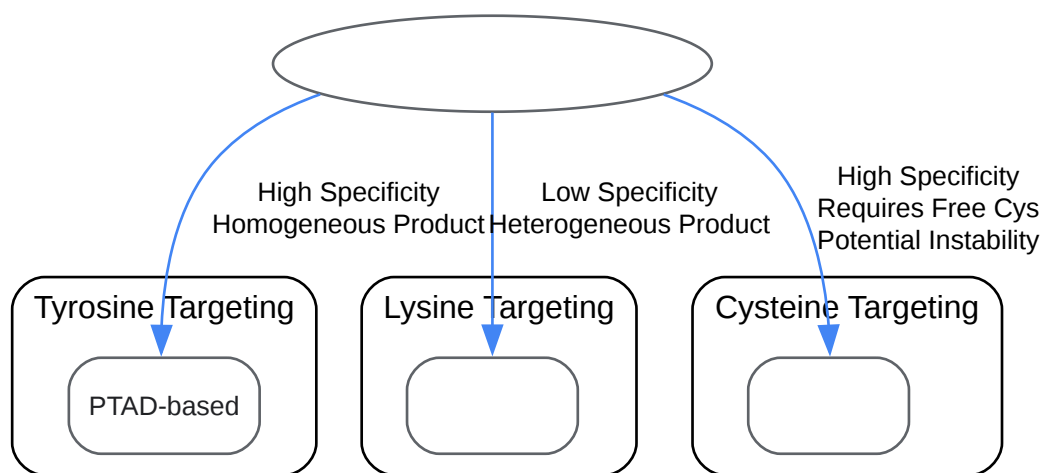 High Specificity
Homogeneous Product
Low Specificity
Heterogeneous Product
High Specificity
Requires Free Cys
Potential Instability
Tyrosine Targeting
Lysine Targeting
Cysteine Targeting
PTAD-based